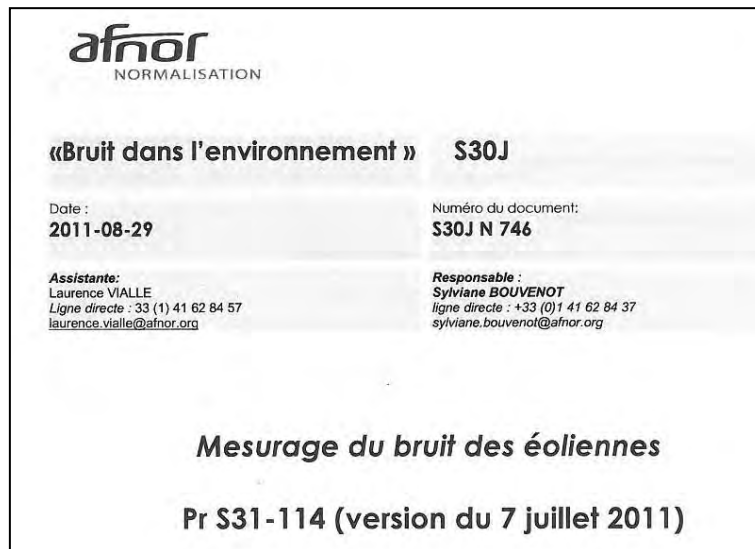 afnor
NORMALISATION
«Bruit dans l'environnement » S30J
Date :
2011-08-29
Numéro du document:
S30J N 746
Assistante:
Laurence VIALLE
Ligne directe : 33 (1) 41 62 84 57
laurence.vialle@afnor.org
Responsable :
Sylviane BOUVENOT
ligne directe : +33 (0)1 41 62 84 37
sylviane.bouvenot@afnor.org
Mesurage du bruit des éoliennes
Pr S31-114 (version du 7 juillet 2011)